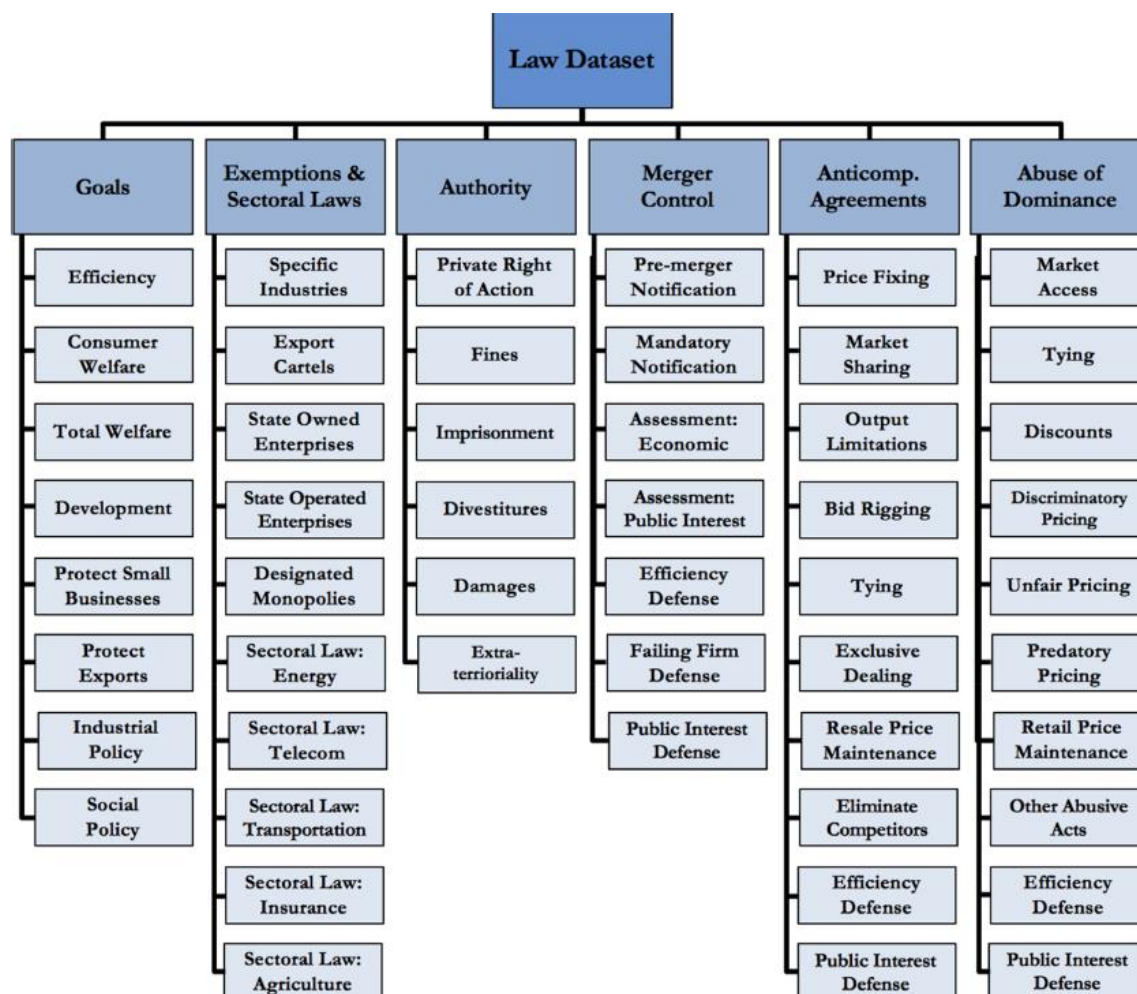 Law Dataset
Goals
Efficiency
Consumer
Welfare
Total Welfare
Development
Protect Small
Businesses
Protect
Exports
Industrial
Policy
Social
Policy
Exemptions &
Sectoral Laws
Specific
Industries
Export
Cartels
State Owned
Enterprises
State Operated
Enterprises
Designated
Monopolies
Sectoral Law:
Energy
Sectoral Law:
Telecom
Sectoral Law:
Transportation
Sectoral Law:
Insurance
Sectoral Law:
Agriculture
Authority
Private Right
of Action
Fines
Imprisonment
Divestitures
Damages
Extra-
terrioriality
Merger
Control
Pre-merger
Notification
Mandatory
Notification
Assessment:
Economic
Assessment:
Public Interest
Efficiency
Defense
Failing Firm
Defense
Public Interest
Defense
Anticomp.
Agreements
Price Fixing
Market
Sharing
Output
Limitations
Bid Rigging
Tying
Exclusive
Dealing
Resale Price
Maintenance
Eliminate
Competitors
Efficiency
Defense
Public Interest
Defense
Abuse of
Dominance
Market
Access
Tying
Discounts
Discriminatory
Pricing
Unfair Pricing
Predatory
Pricing
Retail Price
Maintenance
Other Abusive
Acts
Efficiency
Defense
Public Interest
Defense